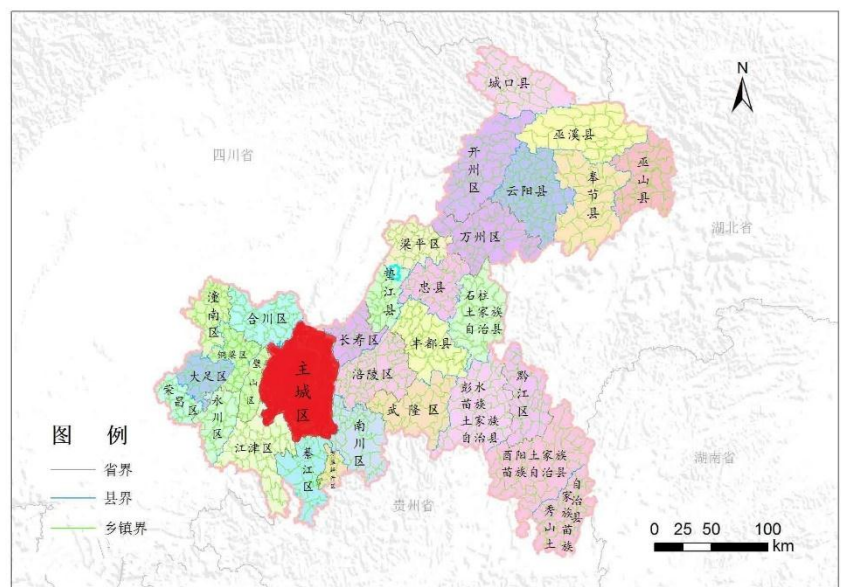 N
城口县
四川省
巫溪县
开州区
巫山县
奉节县
云阳县
湖北省
万州区
梁平区
垫江县
忠县
石柱
土家族
自治县
潼南区
合川区
长寿区
丰都县
铜梁区
大足区
璧山区
主城区
涪陵区
荣昌区
永川区
彭水
苗族
土家族
自治县
黔江区
武隆区
江津区
南川区
綦江区
酉阳土家族
苗族自治县
湖南省
贵州省
秀山土
家族苗族
自治县
图 例
省界
县界
乡镇界
0 25 50 100
km